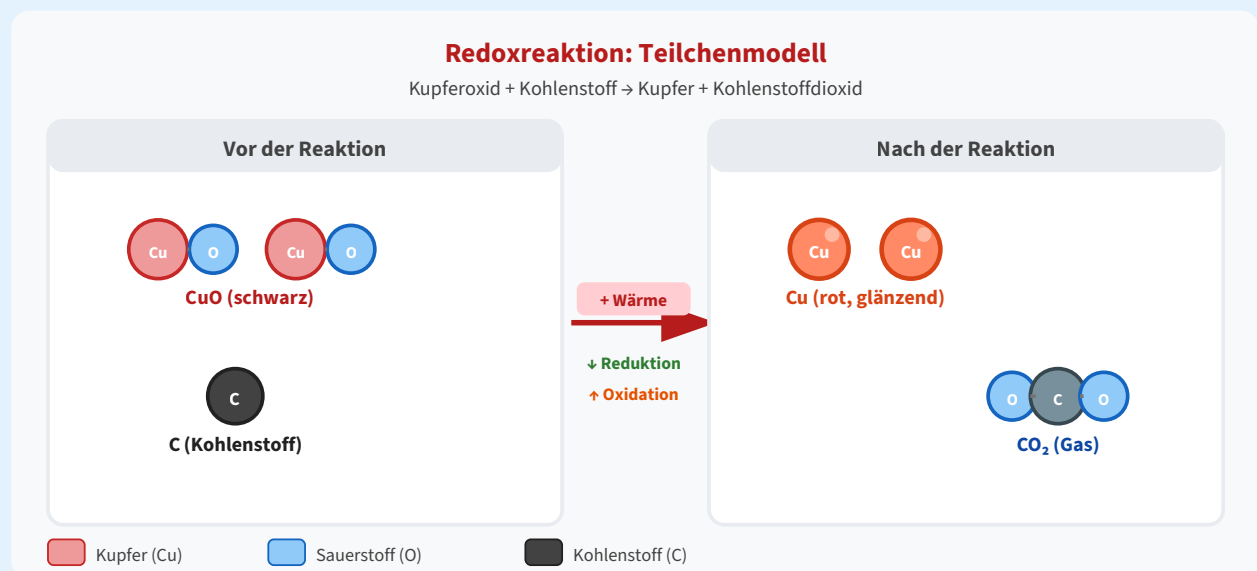 Redoxreaktion: Teilchenmodell
Kupferoxid + Kohlenstoff → Kupfer + Kohlenstoffdioxid
Vor der Reaktion
Cu O Cu O
CuO (schwarz)
C
C (Kohlenstoff)
+ Wärme
↓ Reduktion
↑ Oxidation
Nach der Reaktion
Cu Cu
Cu (rot, glänzend)
O C O
CO₂ (Gas)
Kupfer (Cu)
Sauerstoff (O)
Kohlenstoff (C)